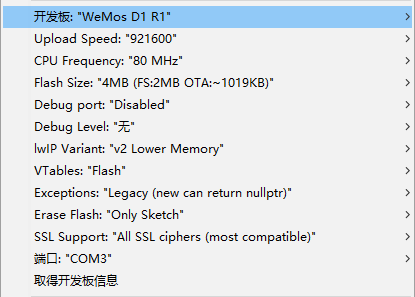 开发板: "WeMos D1 R1"
Upload Speed: "921600"
CPU Frequency: "80 MHz"
Flash Size: "4MB (FS:2MB OTA:~1019KB)"
Debug port: "Disabled"
Debug Level: "无"
lwIP Variant: "v2 Lower Memory"
VTables: "Flash"
Exceptions: "Legacy (new can return nullptr)"
Erase Flash: "Only Sketch"
SSL Support: "All SSL ciphers (most compatible)"
端口: "COM3"
取得开发板信息